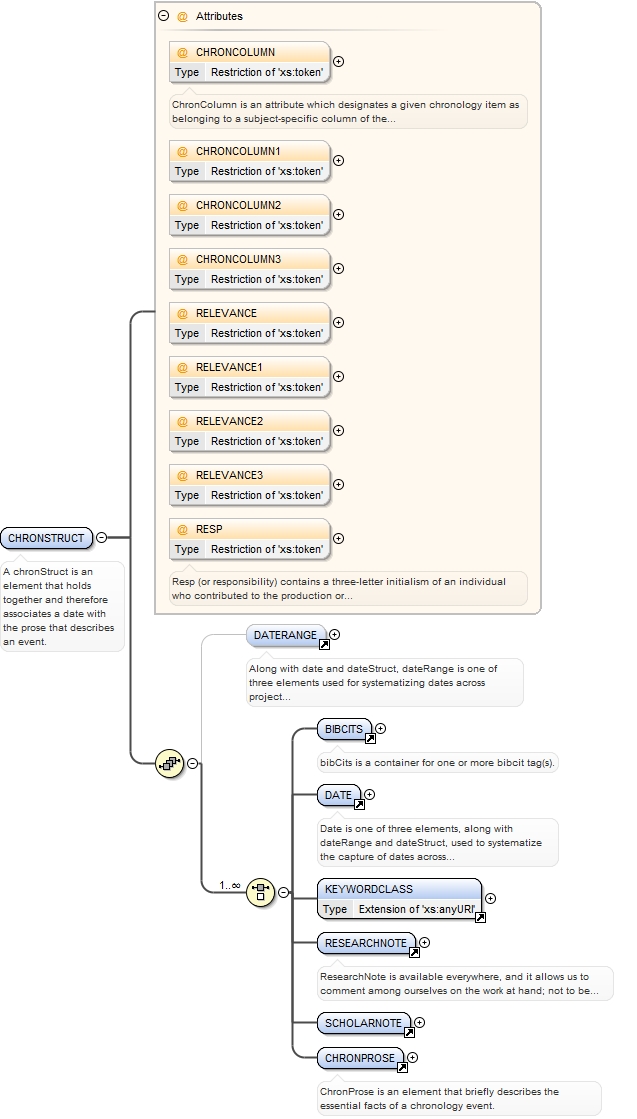 @ Attributes
@ CHRONCOLUMN
Type Restriction of 'xs:token'
ChronColumn is an attribute which designates a given chronology item as
belonging to a subject-specific column of the...
@ CHRONCOLUMN1
Type Restriction of 'xs:token'
@ CHRONCOLUMN2
Type Restriction of 'xs:token'
@ CHRONCOLUMN3
Type Restriction of 'xs:token'
@ RELEVANCE
Type Restriction of 'xs:token'
@ RELEVANCE1
Type Restriction of 'xs:token'
@ RELEVANCE2
Type Restriction of 'xs:token'
@ RELEVANCE3
Type Restriction of 'xs:token'
@ RESP
Type Restriction of 'xs:token'
Resp (or responsibility) contains a three-letter initialism of an individual
who contributed to the production or...
CHRONSTRUCT
A chronStruct is an
element that holds
together and therefore
associates a date with
the prose that describes
an event.
DATERANGE
Along with date and dateStruct, dateRange is one of
three elements used for systematizing dates across
project...
1..∞
BIBCITS
bibCits is a container for one or more bibcit tag(s).
DATE
Date is one of three elements, along with
dateRange and dateStruct, used to systematize
the capture of dates across...
KEYWORDCLASS
Type Extension of 'xs:anyURI'
RESEARCHNOTE
ResearchNote is available everywhere, and it allows us to
comment among ourselves on the work at hand; not to be...
SCHOLARNOTE
CHRONPROSE
ChronProse is an element that briefly describes the
essential facts of a chronology event.